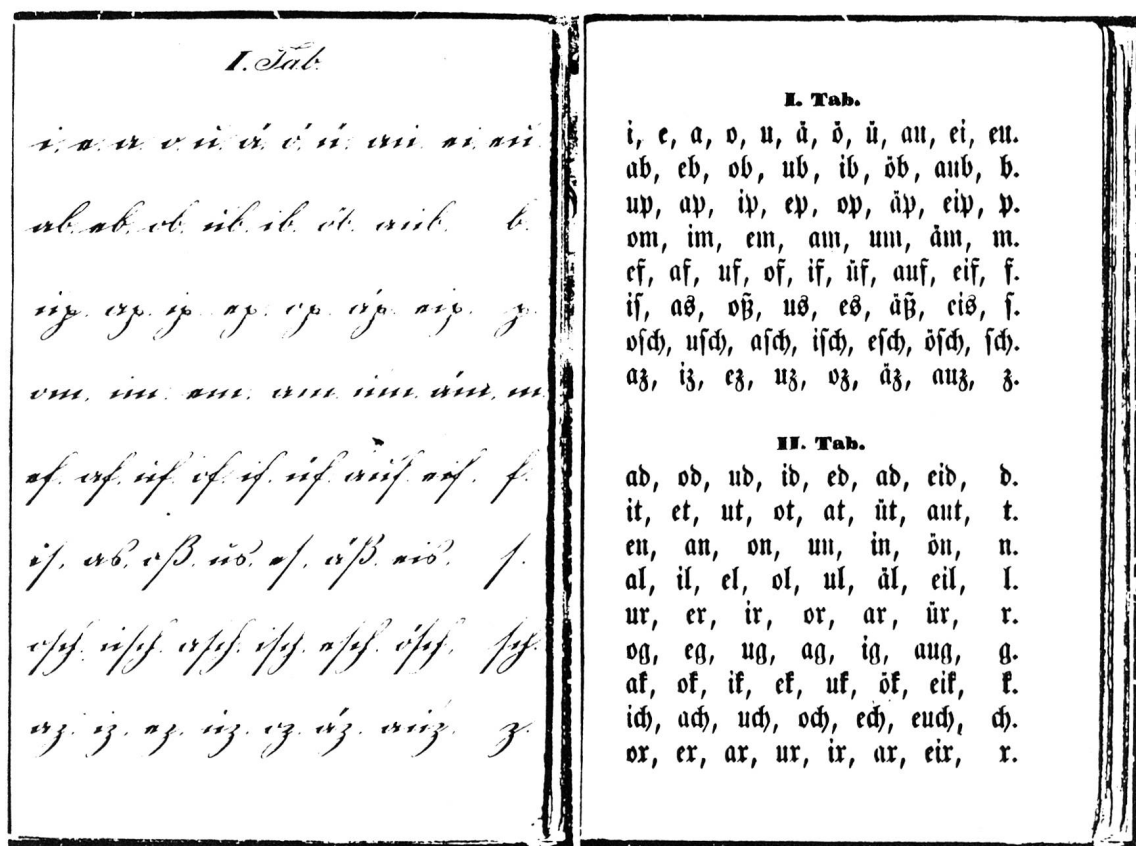 I. Tab.
i. e. a. o. u. ä. ö. ü. au. ei. eu.
ab. eb. ob. ub. ib. öb. aub. b.
up. ap. ip. ep. op. äp. eip. p.
om. im. em. am. um. äm. m.
ef. af. uf. of. if. üf. auf. eif. f.
iſ. as. oß. us. eſ. äß. eis. ſ.
oſch. uſch. aſch. iſch. eſch. öſch. ſch.
az. iz. ez. uz. oz. äz. auz. z.
I. Tab.
i, e, a, o, u, ä, ö, ü, au, ei, eu.
ab, eb, ob, ub, ib, öb, aub, b.
up, ap, ip, ep, op, äp, eip, p.
om, im, em, am, um, äm, m.
ef, af, uf, of, if, üf, auf, eif, f.
iſ, as, oß, us, es, äß, eis, ſ.
oſch, uſch, aſch, iſch, eſch, öſch, ſch.
az, iz, ez, uz, oz, äz, auz, z.
II. Tab.
ad, od, ud, id, ed, ad, eid, d.
it, et, ut, ot, at, üt, aut, t.
en, an, on, un, in, ön, n.
al, il, el, ol, ul, äl, eil, l.
ur, er, ir, or, ar, ür, r.
og, eg, ug, ag, ig, aug, g.
ak, ok, ik, ek, uk, ök, eik, k.
ich, ach, uch, och, ech, euch, ch.
ox, ex, ax, ux, ix, ax, eix, x.